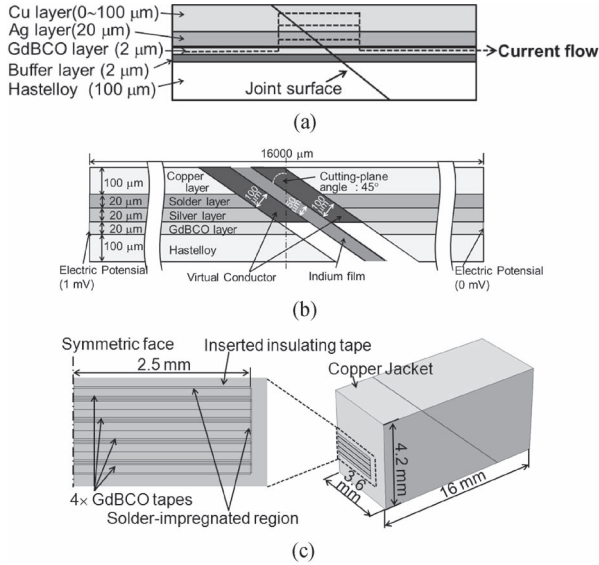 Cu layer(0~100 μm)
Ag layer(20 μm)
GdBCO layer (2 μm)
Buffer layer (2 μm)
Hastelloy (100 μm)
Current flow
Joint surface
(a)
16000 μm
Copper layer
Cutting-plane angle : 45°
100 μm
20 μm
Solder layer
20 μm
Silver layer
20 μm
GdBCO layer
100 μm
Hastelloy
100 μm
100 μm
Electric Potensial (1 mV)
Virtual Conductor
Indium film
Electric Potensial (0 mV)
(b)
Symmetric face
2.5 mm
Inserted insulating tape
4× GdBCO tapes
Solder-impregnated region
Copper Jacket
4.2 mm
3.6 mm
16 mm
(c)